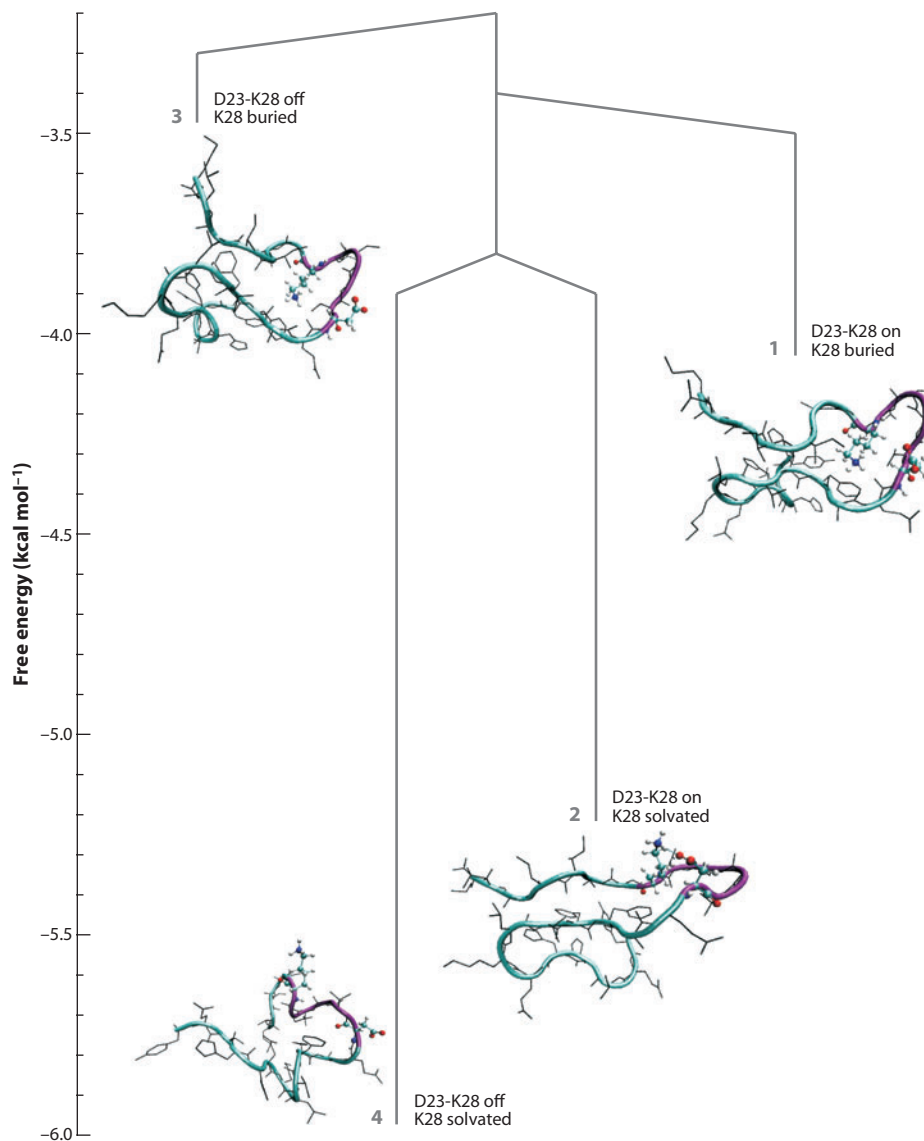 D23-K28 off
3
K28 buried
−3.5
−4.0
D23-K28 on
1
K28 buried
Free energy (kcal mol⁻¹)
−4.5
−5.0
D23-K28 on
2
K28 solvated
−5.5
D23-K28 off
4
K28 solvated
−6.0